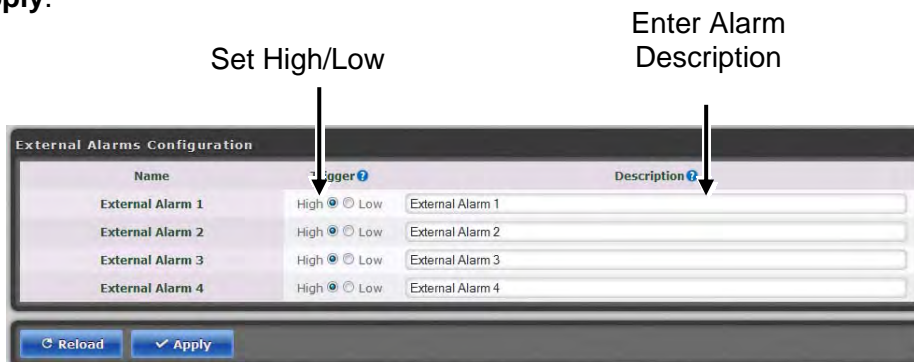 pply.
Enter Alarm
Description
Set High/Low
External Alarms Configuration
Name Trigger Description
External Alarm 1 High Low External Alarm 1
External Alarm 2 High Low External Alarm 2
External Alarm 3 High Low External Alarm 3
External Alarm 4 High Low External Alarm 4
Reload Apply